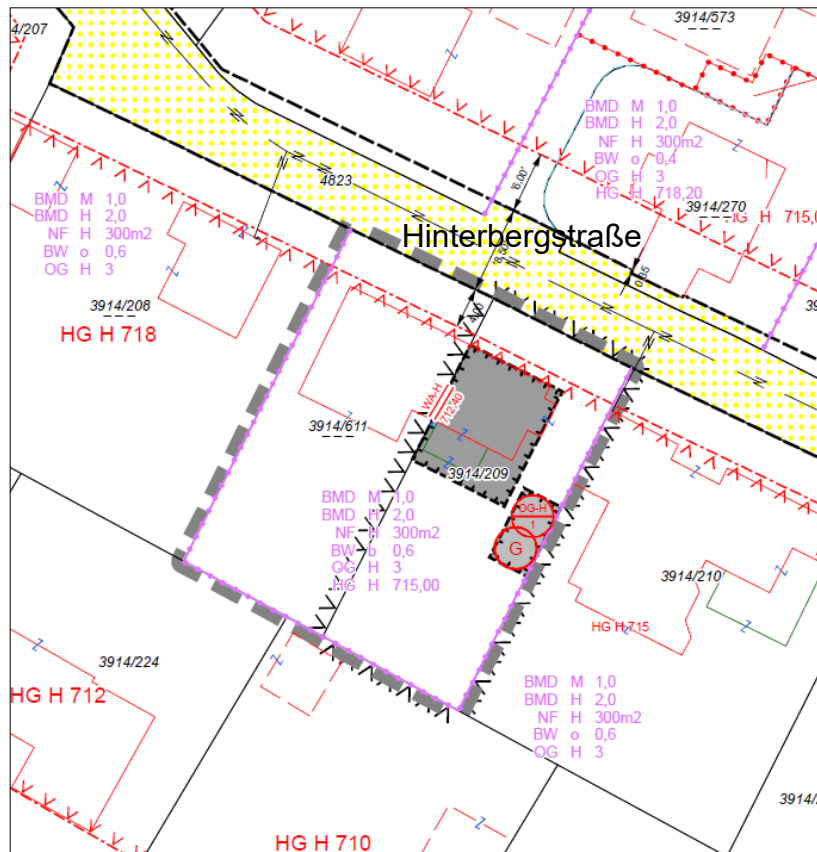 4/207
3914/573
BMD M 1,0
BMD H 2,0
NF H 300m2
BW o 0,4
OG H 3
HG H 718,20
3914/270
HG H 715,0
4823
'6,00'
BMD M 1,0
BMD H 2,0
NF H 300m2
BW o 0,6
OG H 3
Hinterbergstraße
'8,50'
0,35
3914/208
HG H 718
4,00
39
WA-H
712,40
3914/611
3914/209
BMD M 1,0
BMD H 2,0
NF H 300m2
BW o 0,6
OG H 3
HG H 715,00
OG-H
1
G
3914/210
HG H 715
3914/224
HG H 712
BMD M 1,0
BMD H 2,0
NF H 300m2
BW o 0,6
OG H 3
3914/2
HG H 710